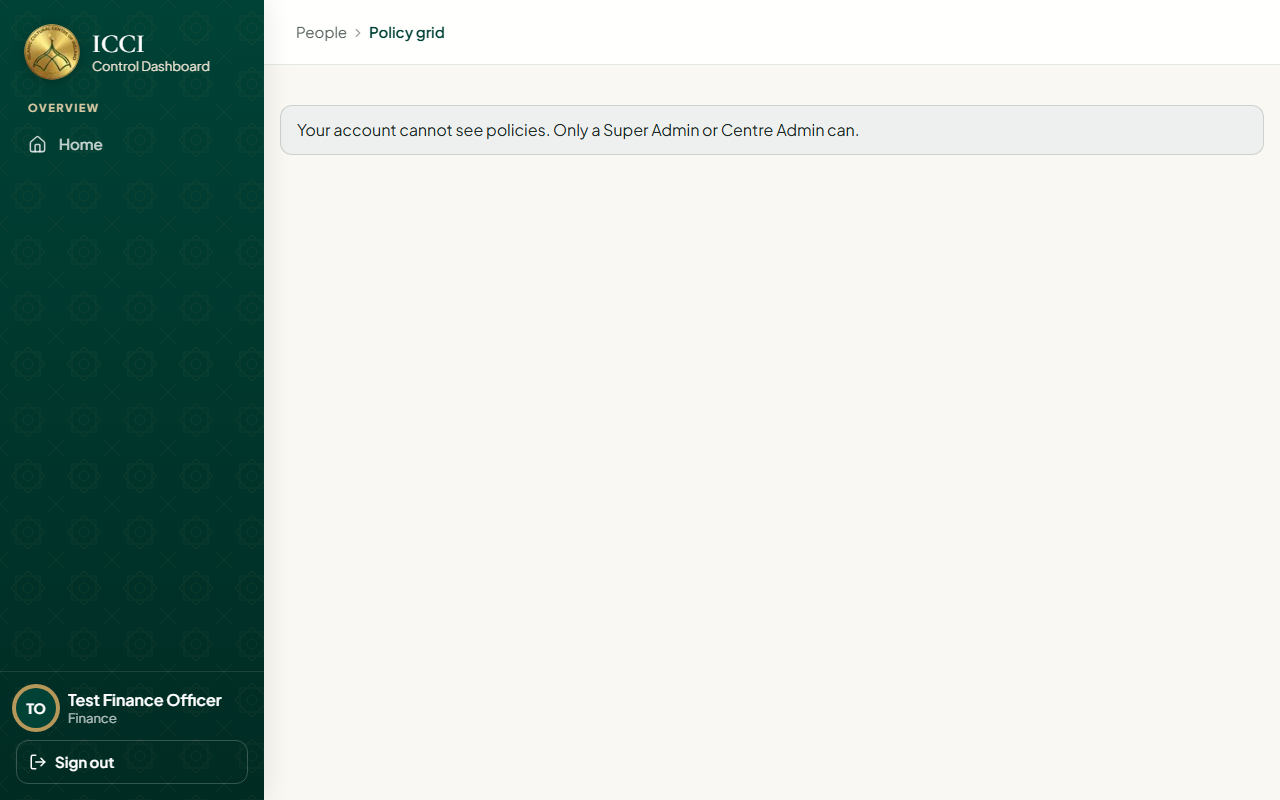 ICCI
Control Dashboard
OVERVIEW
Home
People > Policy grid
Your account cannot see policies. Only a Super Admin or Centre Admin can.
TO
Test Finance Officer
Finance
Sign out